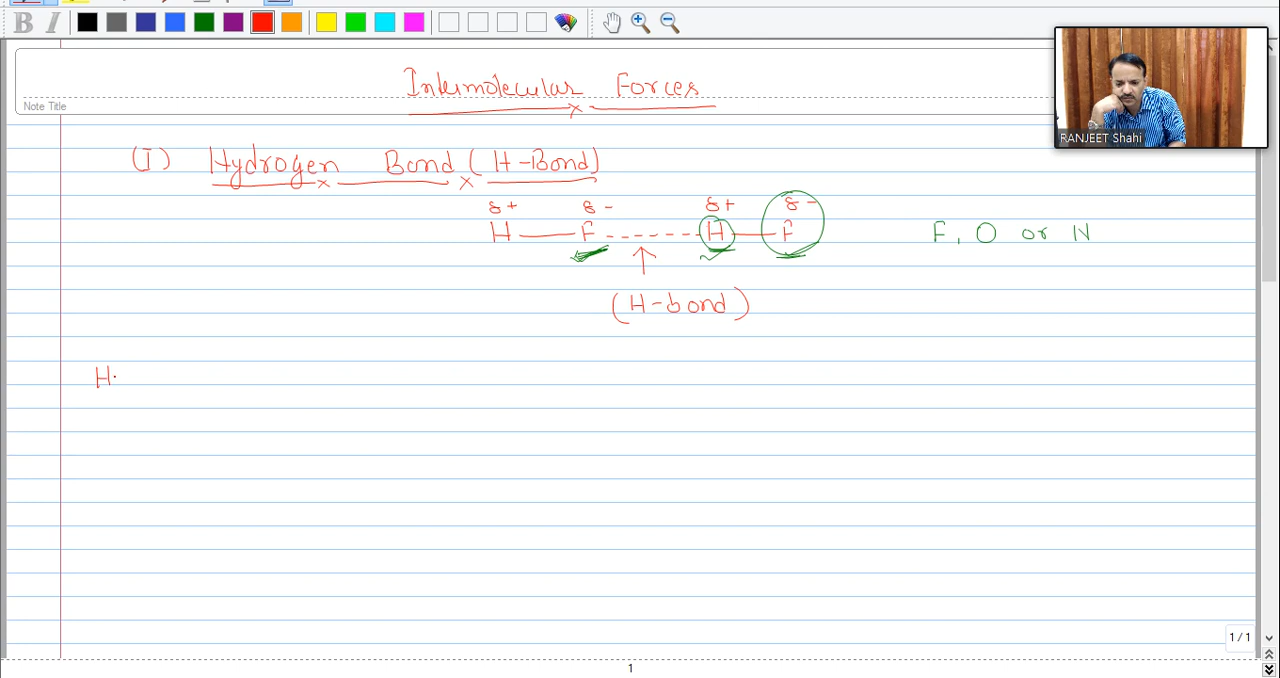 B I
Intermolecular Forces
Note Title
RANJEET Shahi
(I) Hydrogen Bond (H-Bond)
δ+ δ- δ+ δ-
H — F ------ H — F
F, O or N
(H-bond)
H
1/1
1